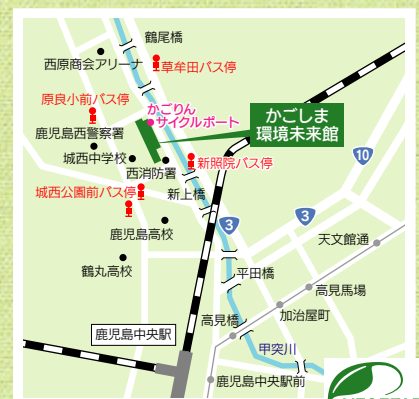 鶴尾橋
西原商会アリーナ
草牟田バス停
原良小前バス停
かごりん
サイクルポート
かごしま
環境未来館
鹿児島西警察署
城西中学校
西消防署
新照院バス停
10
城西公園前バス停
新上橋
3
3
鹿児島高校
天文館通
鶴丸高校
平田橋
高見馬場
加治屋町
高見橋
鹿児島中央駅
甲突川
鹿児島中央駅前